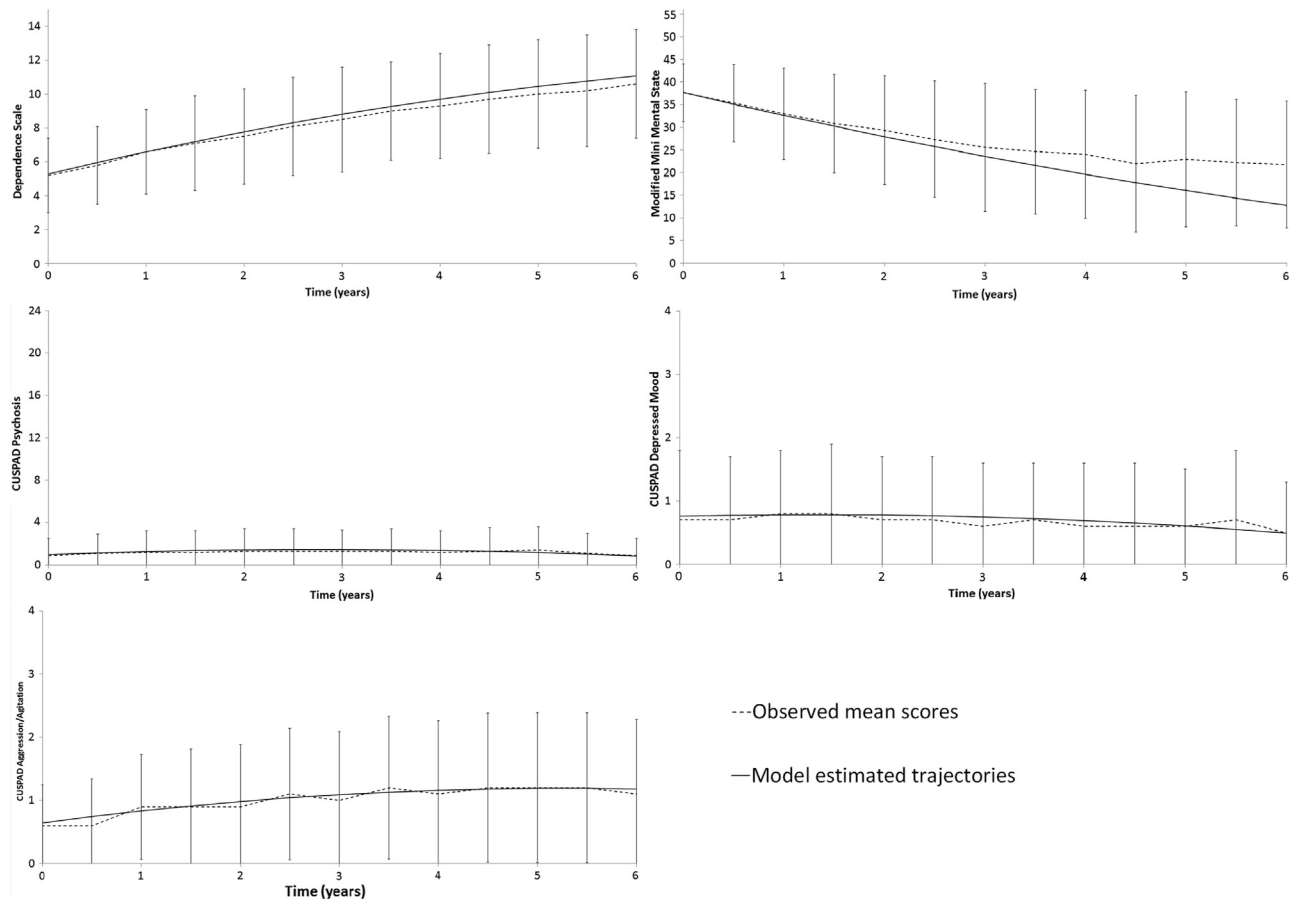 Dependence Scale
14
12
10
8
6
4
2
0
0 1 2 3 4 5 6
Time (years)
Modified Mini Mental State
55
50
45
40
35
30
25
20
15
10
5
0
0 1 2 3 4 5 6
Time (years)
CUSPAD Psychosis
24
20
16
12
8
4
0
0 1 2 3 4 5 6
Time (years)
CUSPAD Depressed Mood
4
3
2
1
0
0 1 2 3 4 5 6
Time (years)
CUSPAD Aggression/Agitation
4
3
2
1
0
0 1 2 3 4 5 6
Time (years)
Observed mean scores
Model estimated trajectories